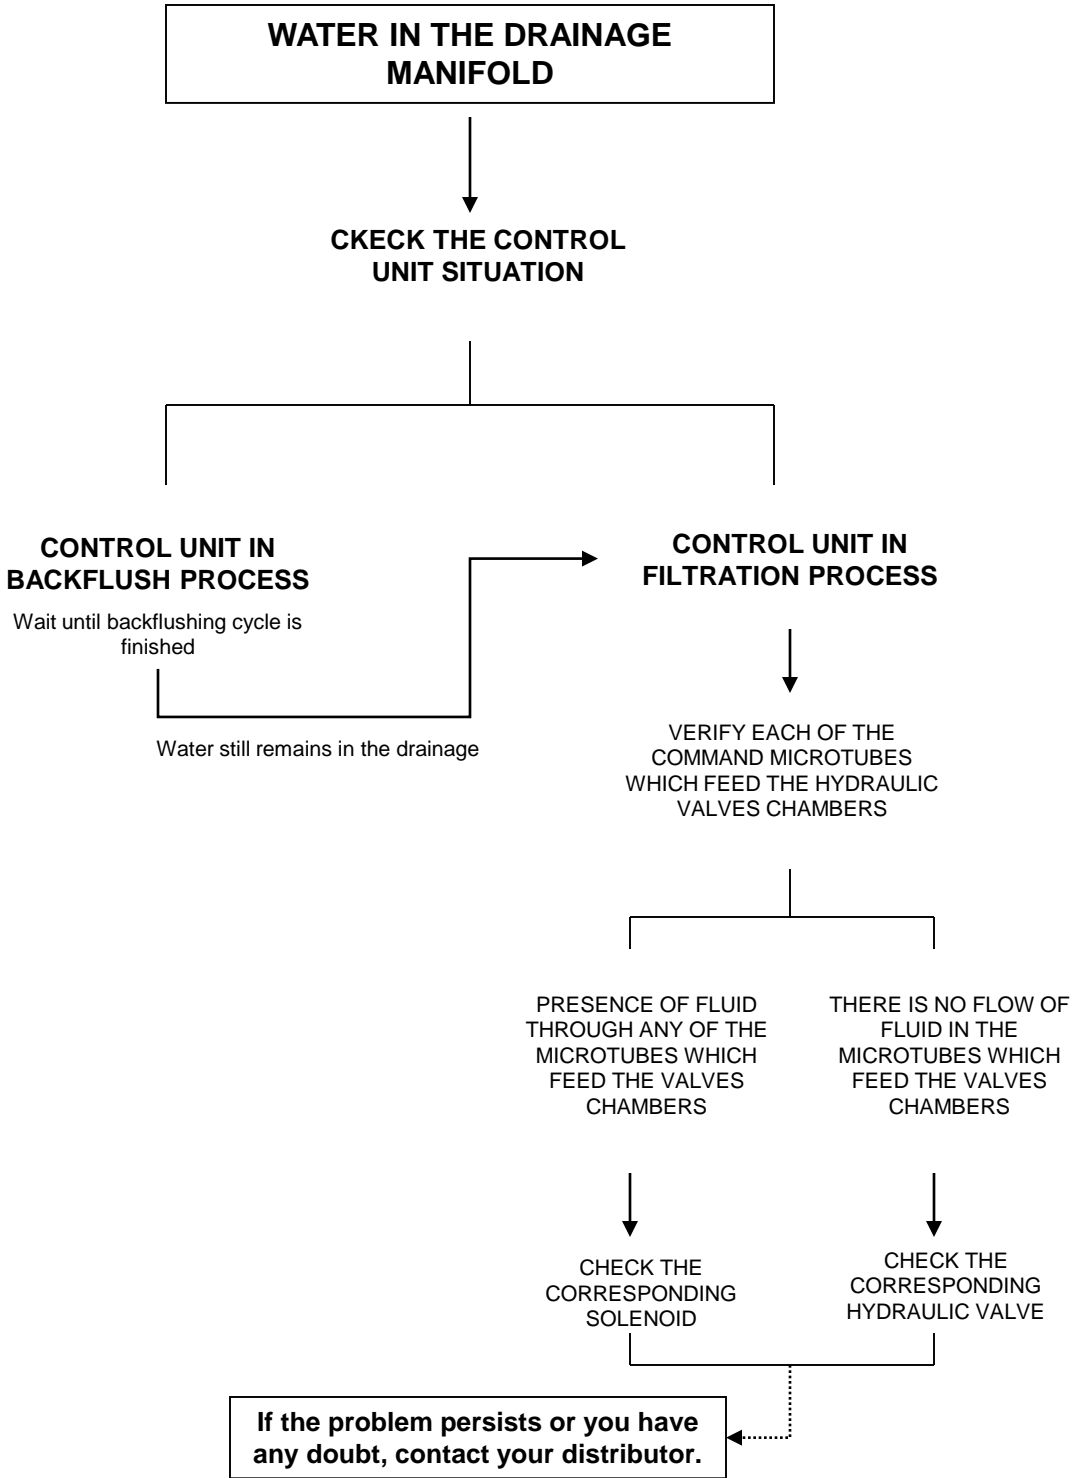 WATER IN THE DRAINAGE
MANIFOLD
CKECK THE CONTROL
UNIT SITUATION
CONTROL UNIT IN
BACKFLUSH PROCESS
Wait until backflushing cycle is
finished
Water still remains in the drainage
CONTROL UNIT IN
FILTRATION PROCESS
VERIFY EACH OF THE
COMMAND MICROTUBES
WHICH FEED THE HYDRAULIC
VALVES CHAMBERS
PRESENCE OF FLUID
THROUGH ANY OF THE
MICROTUBES WHICH
FEED THE VALVES
CHAMBERS
THERE IS NO FLOW OF
FLUID IN THE
MICROTUBES WHICH
FEED THE VALVES
CHAMBERS
CHECK THE
CORRESPONDING
SOLENOID
CHECK THE
CORRESPONDING
HYDRAULIC VALVE
If the problem persists or you have
any doubt, contact your distributor.